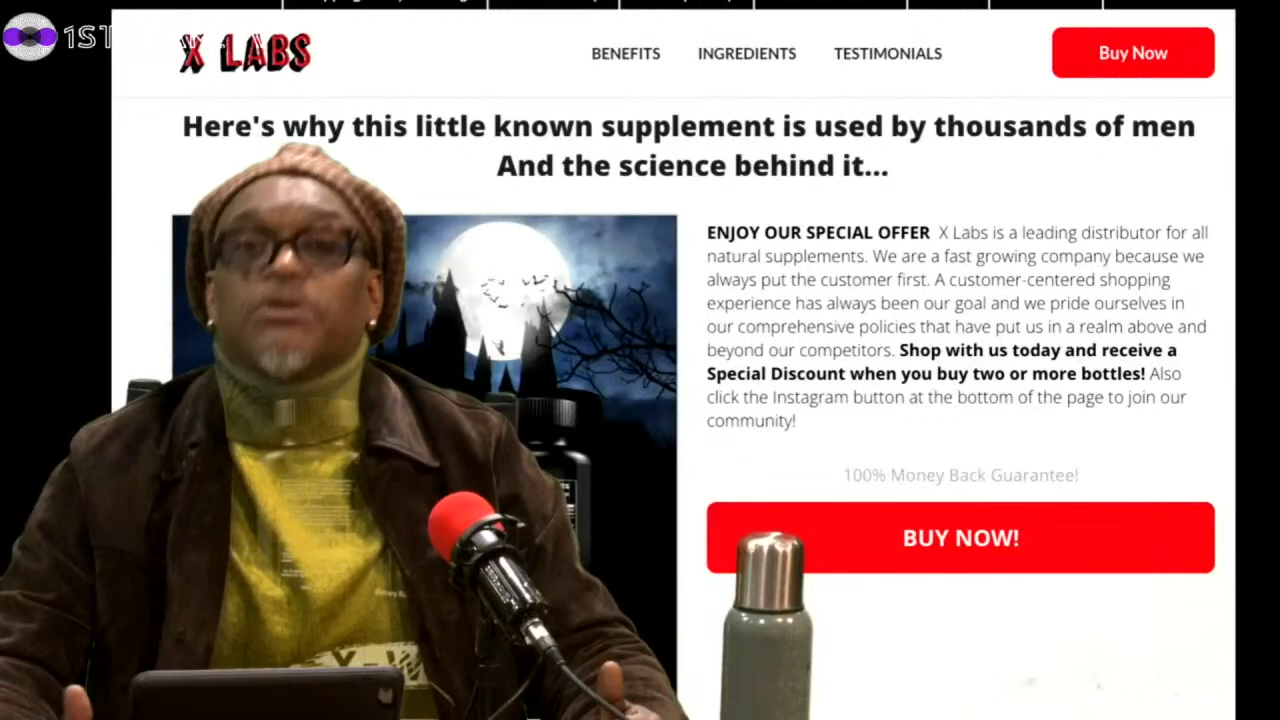 1ST
X LABS
BENEFITS INGREDIENTS TESTIMONIALS
Buy Now
Here's why this little known supplement is used by thousands of men
And the science behind it...
ENJOY OUR SPECIAL OFFER X Labs is a leading distributor for all
natural supplements. We are a fast growing company because we
always put the customer first. A customer-centered shopping
experience has always been our goal and we pride ourselves in
our comprehensive policies that have put us in a realm above and
beyond our competitors. Shop with us today and receive a
Special Discount when you buy two or more bottles! Also
click the Instagram button at the bottom of the page to join our
community!
100% Money Back Guarantee!
BUY NOW!